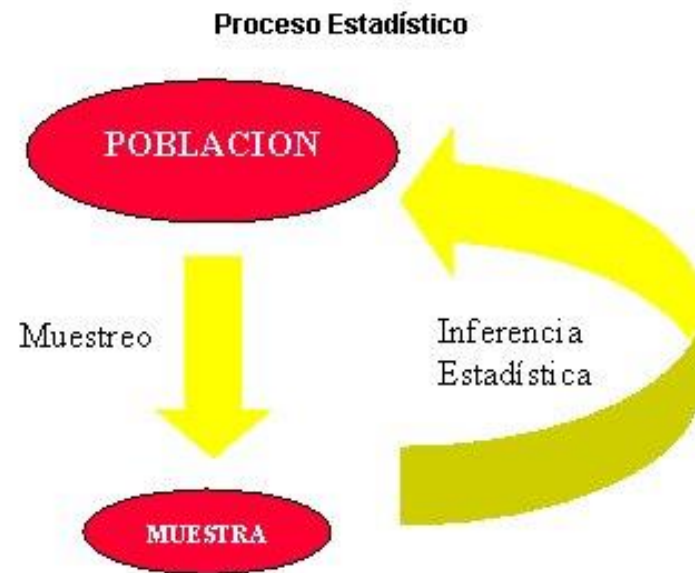 Proceso Estadístico
POBLACION
Muestreo
Inferencia
Estadística
MUESTRA